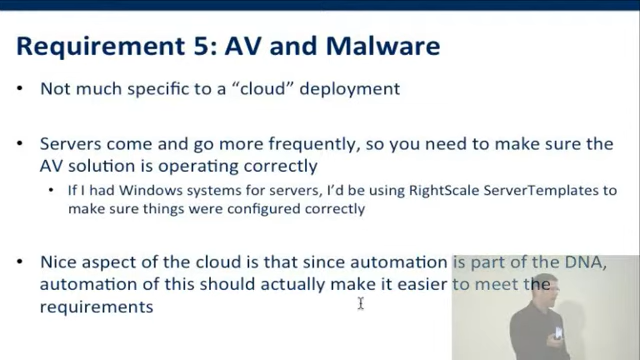 Requirement 5: AV and Malware
• Not much specific to a “cloud” deployment
• Servers come and go more frequently, so you need to make sure the
AV solution is operating correctly
• If I had Windows systems for servers, I’d be using RightScale ServerTemplates to
make sure things were configured correctly
• Nice aspect of the cloud is that since automation is part of the DNA,
automation of this should actually make it easier to meet the
requirements